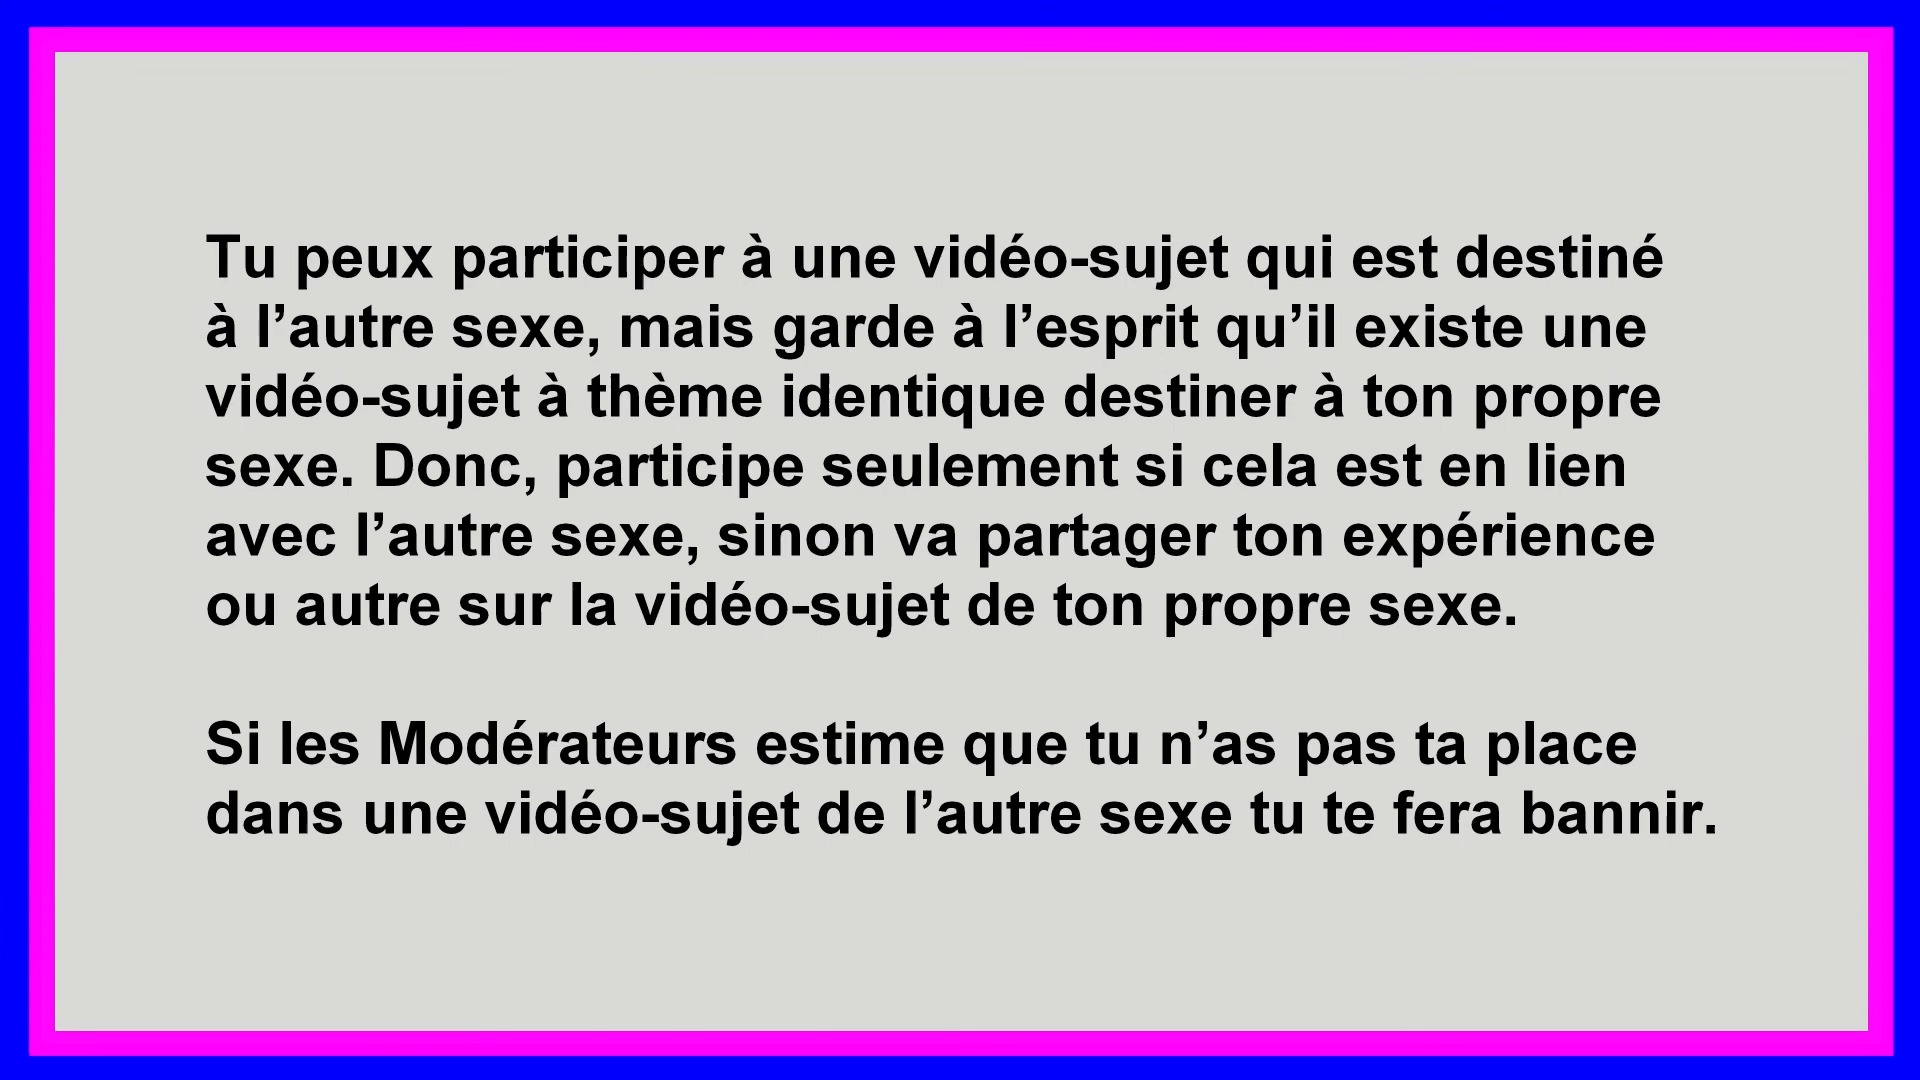 Tu peux participer à une vidéo-sujet qui est destiné
à l’autre sexe, mais garde à l’esprit qu’il existe une
vidéo-sujet à thème identique destiner à ton propre
sexe. Donc, participe seulement si cela est en lien
avec l’autre sexe, sinon va partager ton expérience
ou autre sur la vidéo-sujet de ton propre sexe.
Si les Modérateurs estime que tu n’as pas ta place
dans une vidéo-sujet de l’autre sexe tu te fera bannir.